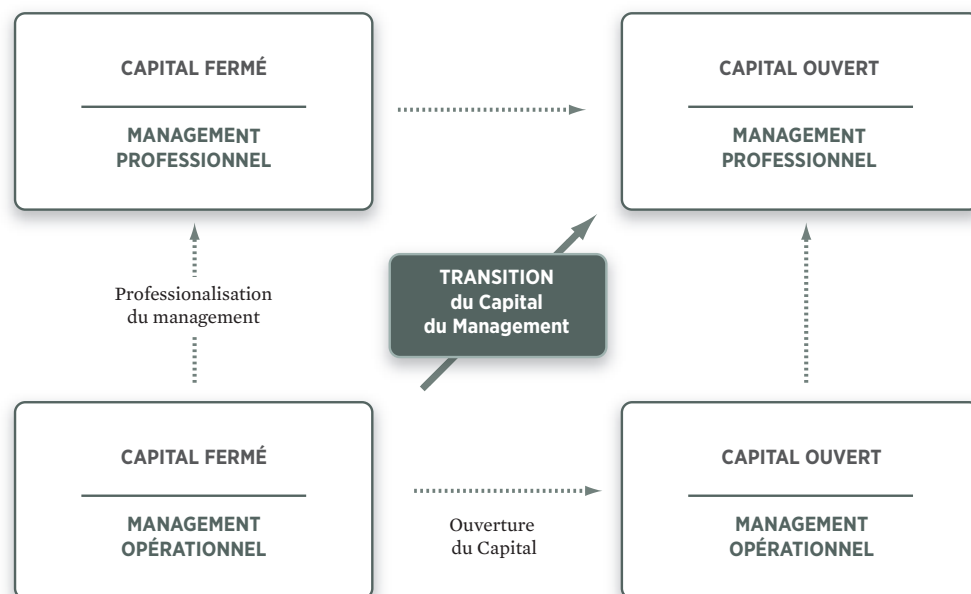 CAPITAL FERMÉ
MANAGEMENT
PROFESSIONNEL
CAPITAL OUVERT
MANAGEMENT
PROFESSIONNEL
Professionalisation
du management
TRANSITION
du Capital
du Management
CAPITAL FERMÉ
MANAGEMENT
OPÉRATIONNEL
Ouverture
du Capital
CAPITAL OUVERT
MANAGEMENT
OPÉRATIONNEL